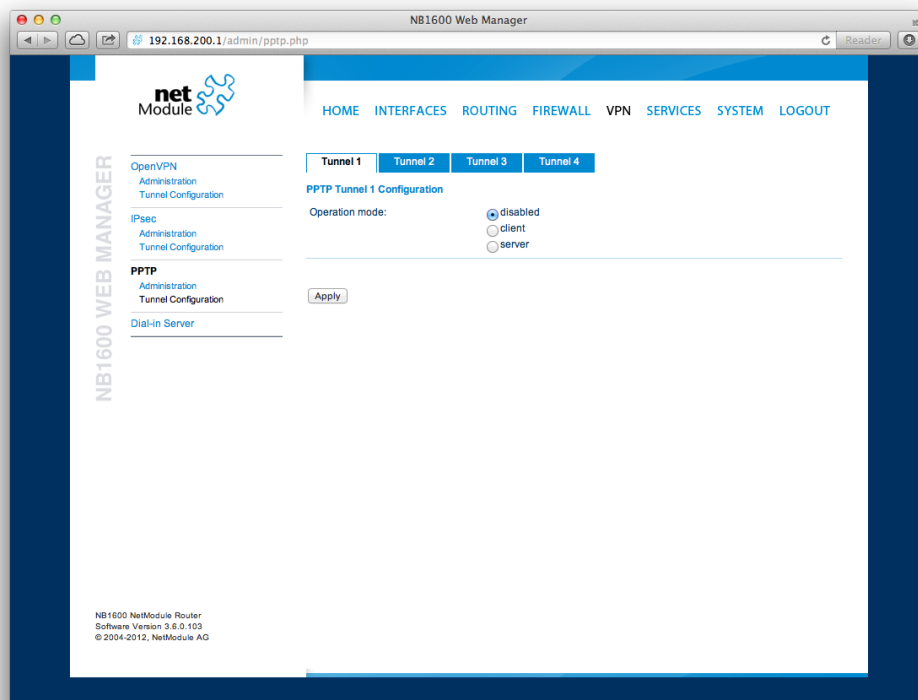 NB1600 Web Manager
192.168.200.1/admin/pptp.php
Reader
net
Module
HOME INTERFACES ROUTING FIREWALL VPN SERVICES SYSTEM LOGOUT
NB1600 WEB MANAGER
OpenVPN
Administration
Tunnel Configuration
IPsec
Administration
Tunnel Configuration
PPTP
Administration
Tunnel Configuration
Dial-in Server
Tunnel 1 Tunnel 2 Tunnel 3 Tunnel 4
PPTP Tunnel 1 Configuration
Operation mode:
disabled
client
server
Apply
NB1600 NetModule Router
Software Version 3.6.0.103
© 2004-2012, NetModule AG